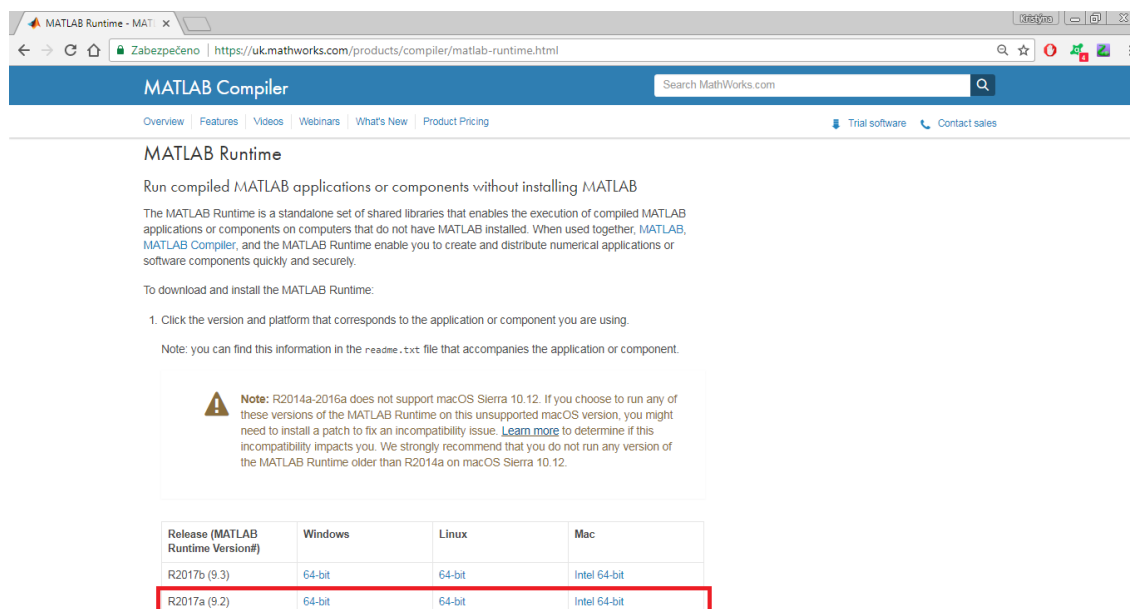 MATLAB Runtime - MAT
Kristýna
Zabezpečeno https://uk.mathworks.com/products/compiler/matlab-runtime.html
4
MATLAB Compiler
Search MathWorks.com
Overview Features Videos Webinars What's New Product Pricing
Trial software Contact sales
MATLAB Runtime
Run compiled MATLAB applications or components without installing MATLAB
The MATLAB Runtime is a standalone set of shared libraries that enables the execution of compiled MATLAB
applications or components on computers that do not have MATLAB installed. When used together, MATLAB,
MATLAB Compiler, and the MATLAB Runtime enable you to create and distribute numerical applications or
software components quickly and securely.
To download and install the MATLAB Runtime:
1. Click the version and platform that corresponds to the application or component you are using.
Note: you can find this information in the readme.txt file that accompanies the application or component.
Note: R2014a-2016a does not support macOS Sierra 10.12. If you choose to run any of
these versions of the MATLAB Runtime on this unsupported macOS version, you might
need to install a patch to fix an incompatibility issue. Learn more to determine if this
incompatibility impacts you. We strongly recommend that you do not run any version of
the MATLAB Runtime older than R2014a on macOS Sierra 10.12.
Release (MATLAB Windows Linux Mac
Runtime Version#)
R2017b (9.3) 64-bit 64-bit Intel 64-bit
R2017a (9.2) 64-bit 64-bit Intel 64-bit